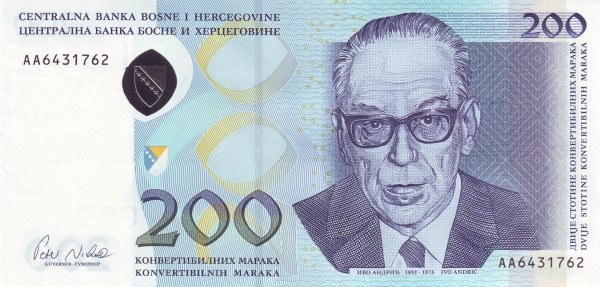 CENTRALNA BANKA BOSNE I HERCEGOVINE
ЦЕНТРАЛНА БАНКА БОСНЕ И ХЕРЦЕГОВИНЕ
200
AA6431762
200
КОНВЕРТИБИЛНИХ МАРАКА
KONVERTIBILNIH MARAKA
GUVERNER - ГУВЕРНЕР
ИВО АНДРИЋ 1892 - 1975 IVO ANDRIĆ
AA6431762
ДВИЈЕ СТОТИНЕ КОНВЕРТИБИЛНИХ МАРАКА
DVIJE STOTINE KONVERTIBILNIH MARAKA